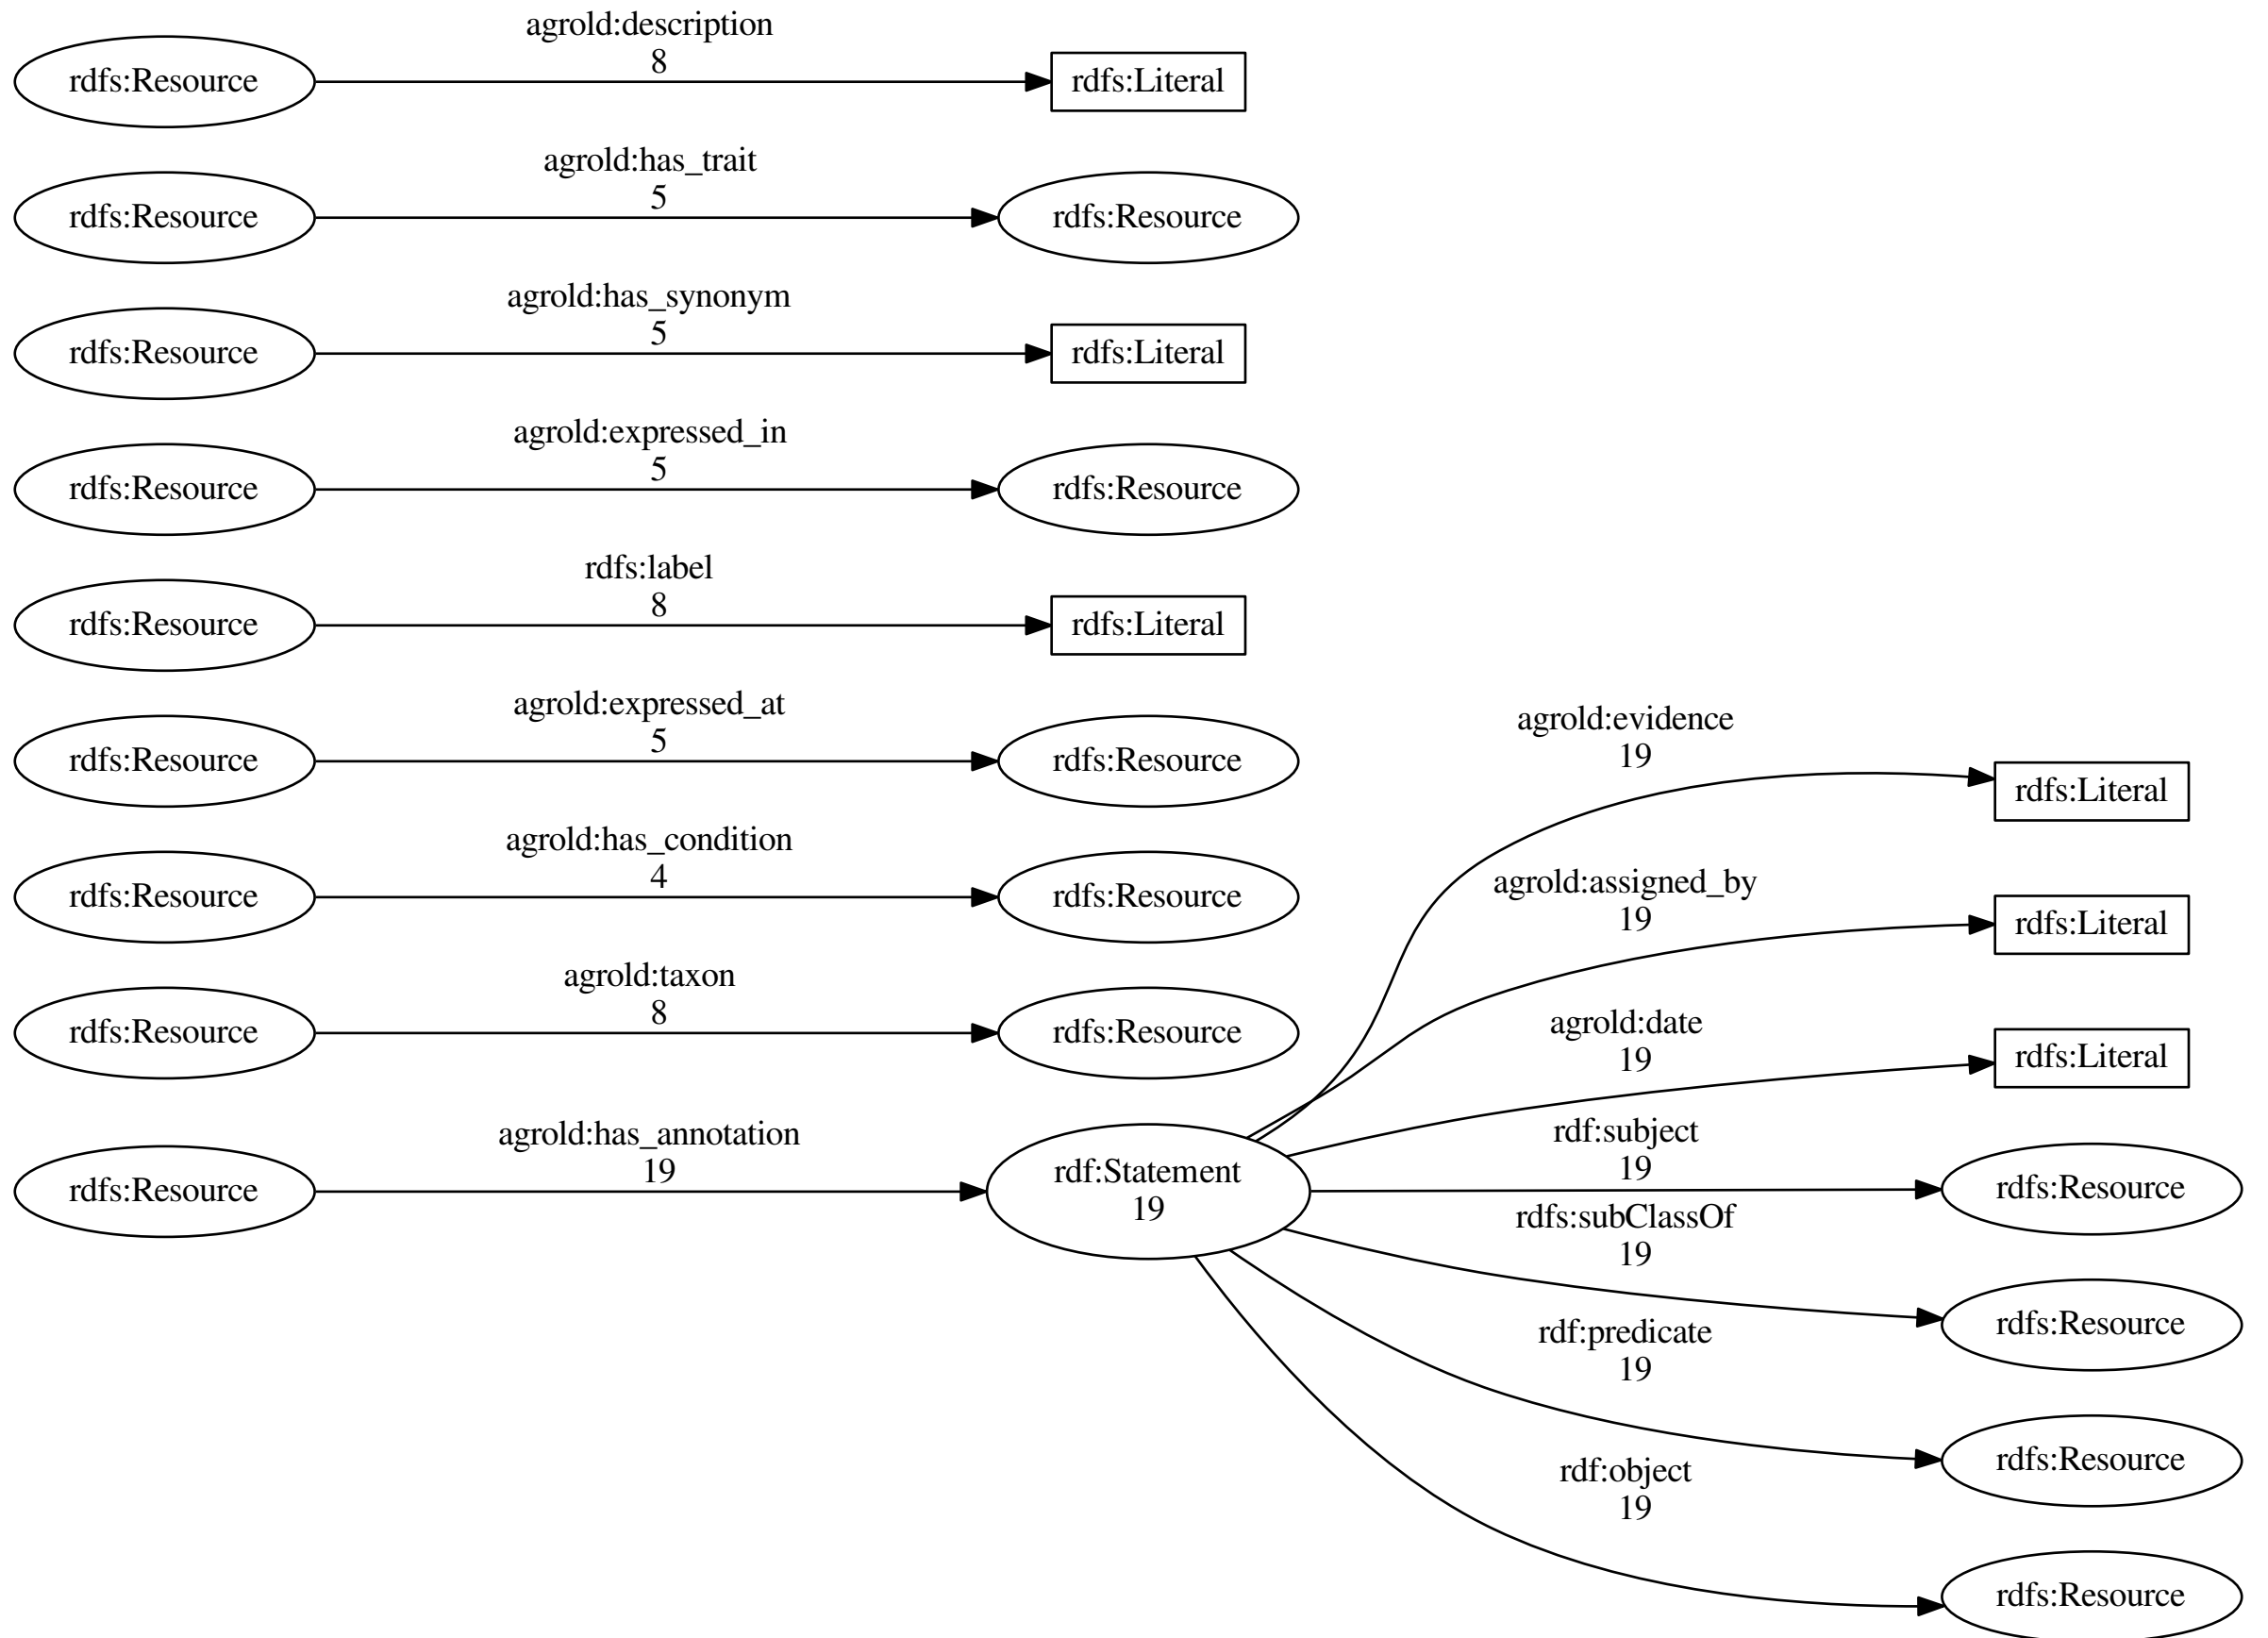 agrold:description
8
rdfs:Resource
rdfs:Literal
agrold:has_trait
5
rdfs:Resource
rdfs:Resource
agrold:has_synonym
5
rdfs:Resource
rdfs:Literal
agrold:expressed_in
5
rdfs:Resource
rdfs:Resource
rdfs:label
8
rdfs:Resource
rdfs:Literal
agrold:expressed_at
5
rdfs:Resource
rdfs:Resource
agrold:has_condition
4
rdfs:Resource
rdfs:Resource
agrold:taxon
8
rdfs:Resource
rdfs:Resource
agrold:has_annotation
19
rdfs:Resource
rdf:Statement
19
agrold:evidence
19
rdfs:Literal
agrold:assigned_by
19
rdfs:Literal
agrold:date
19
rdfs:Literal
rdf:subject
19
rdfs:Resource
rdfs:subClassOf
19
rdfs:Resource
rdf:predicate
19
rdfs:Resource
rdf:object
19
rdfs:Resource